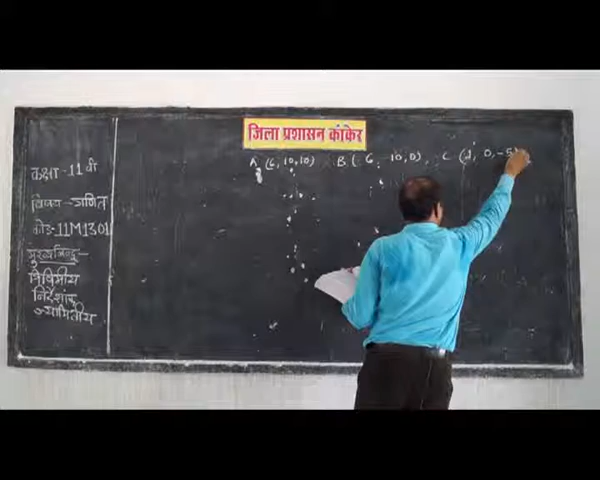 जिला प्रशासन कांकेर
A (6, 10, 10) B ( 6, 10, 0) , C (1, 0, -5)
कक्षा -11 वीं
विषय -गणित
कोड-11M1301
मुख्य बिन्दु -
त्रिविमीय
निर्देशांक
ज्यामितीय